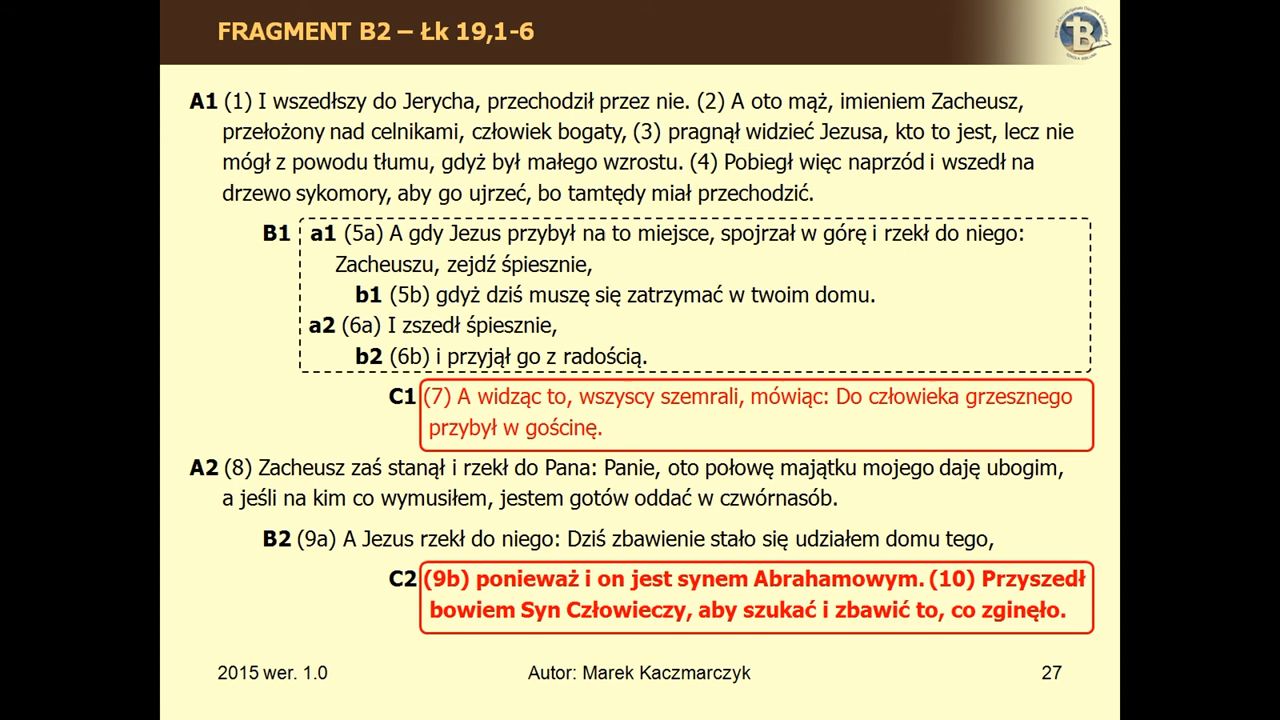 FRAGMENT B2 – Łk 19,1-6
A1 (1) I wszedłszy do Jerycha, przechodził przez nie. (2) A oto mąż, imieniem Zacheusz,
przełożony nad celnikami, człowiek bogaty, (3) pragnął widzieć Jezusa, kto to jest, lecz nie
mógł z powodu tłumu, gdyż był małego wzrostu. (4) Pobiegł więc naprzód i wszedł na
drzewo sykomory, aby go ujrzeć, bo tamtędy miał przechodzić.
B1 a1 (5a) A gdy Jezus przybył na to miejsce, spojrzał w górę i rzekł do niego:
Zacheuszu, zejdź śpiesznie,
b1 (5b) gdyż dziś muszę się zatrzymać w twoim domu.
a2 (6a) I zszedł śpiesznie,
b2 (6b) i przyjął go z radością.
C1 (7) A widząc to, wszyscy szemrali, mówiąc: Do człowieka grzesznego
przybył w gościnę.
A2 (8) Zacheusz zaś stanął i rzekł do Pana: Panie, oto połowę majątku mojego daję ubogim,
a jeśli na kim co wymusiłem, jestem gotów oddać w czwórnasób.
B2 (9a) A Jezus rzekł do niego: Dziś zbawienie stało się udziałem domu tego,
C2 (9b) ponieważ i on jest synem Abrahamowym. (10) Przyszedł
bowiem Syn Człowieczy, aby szukać i zbawić to, co zginęło.
2015 wer. 1.0 Autor: Marek Kaczmarczyk 27